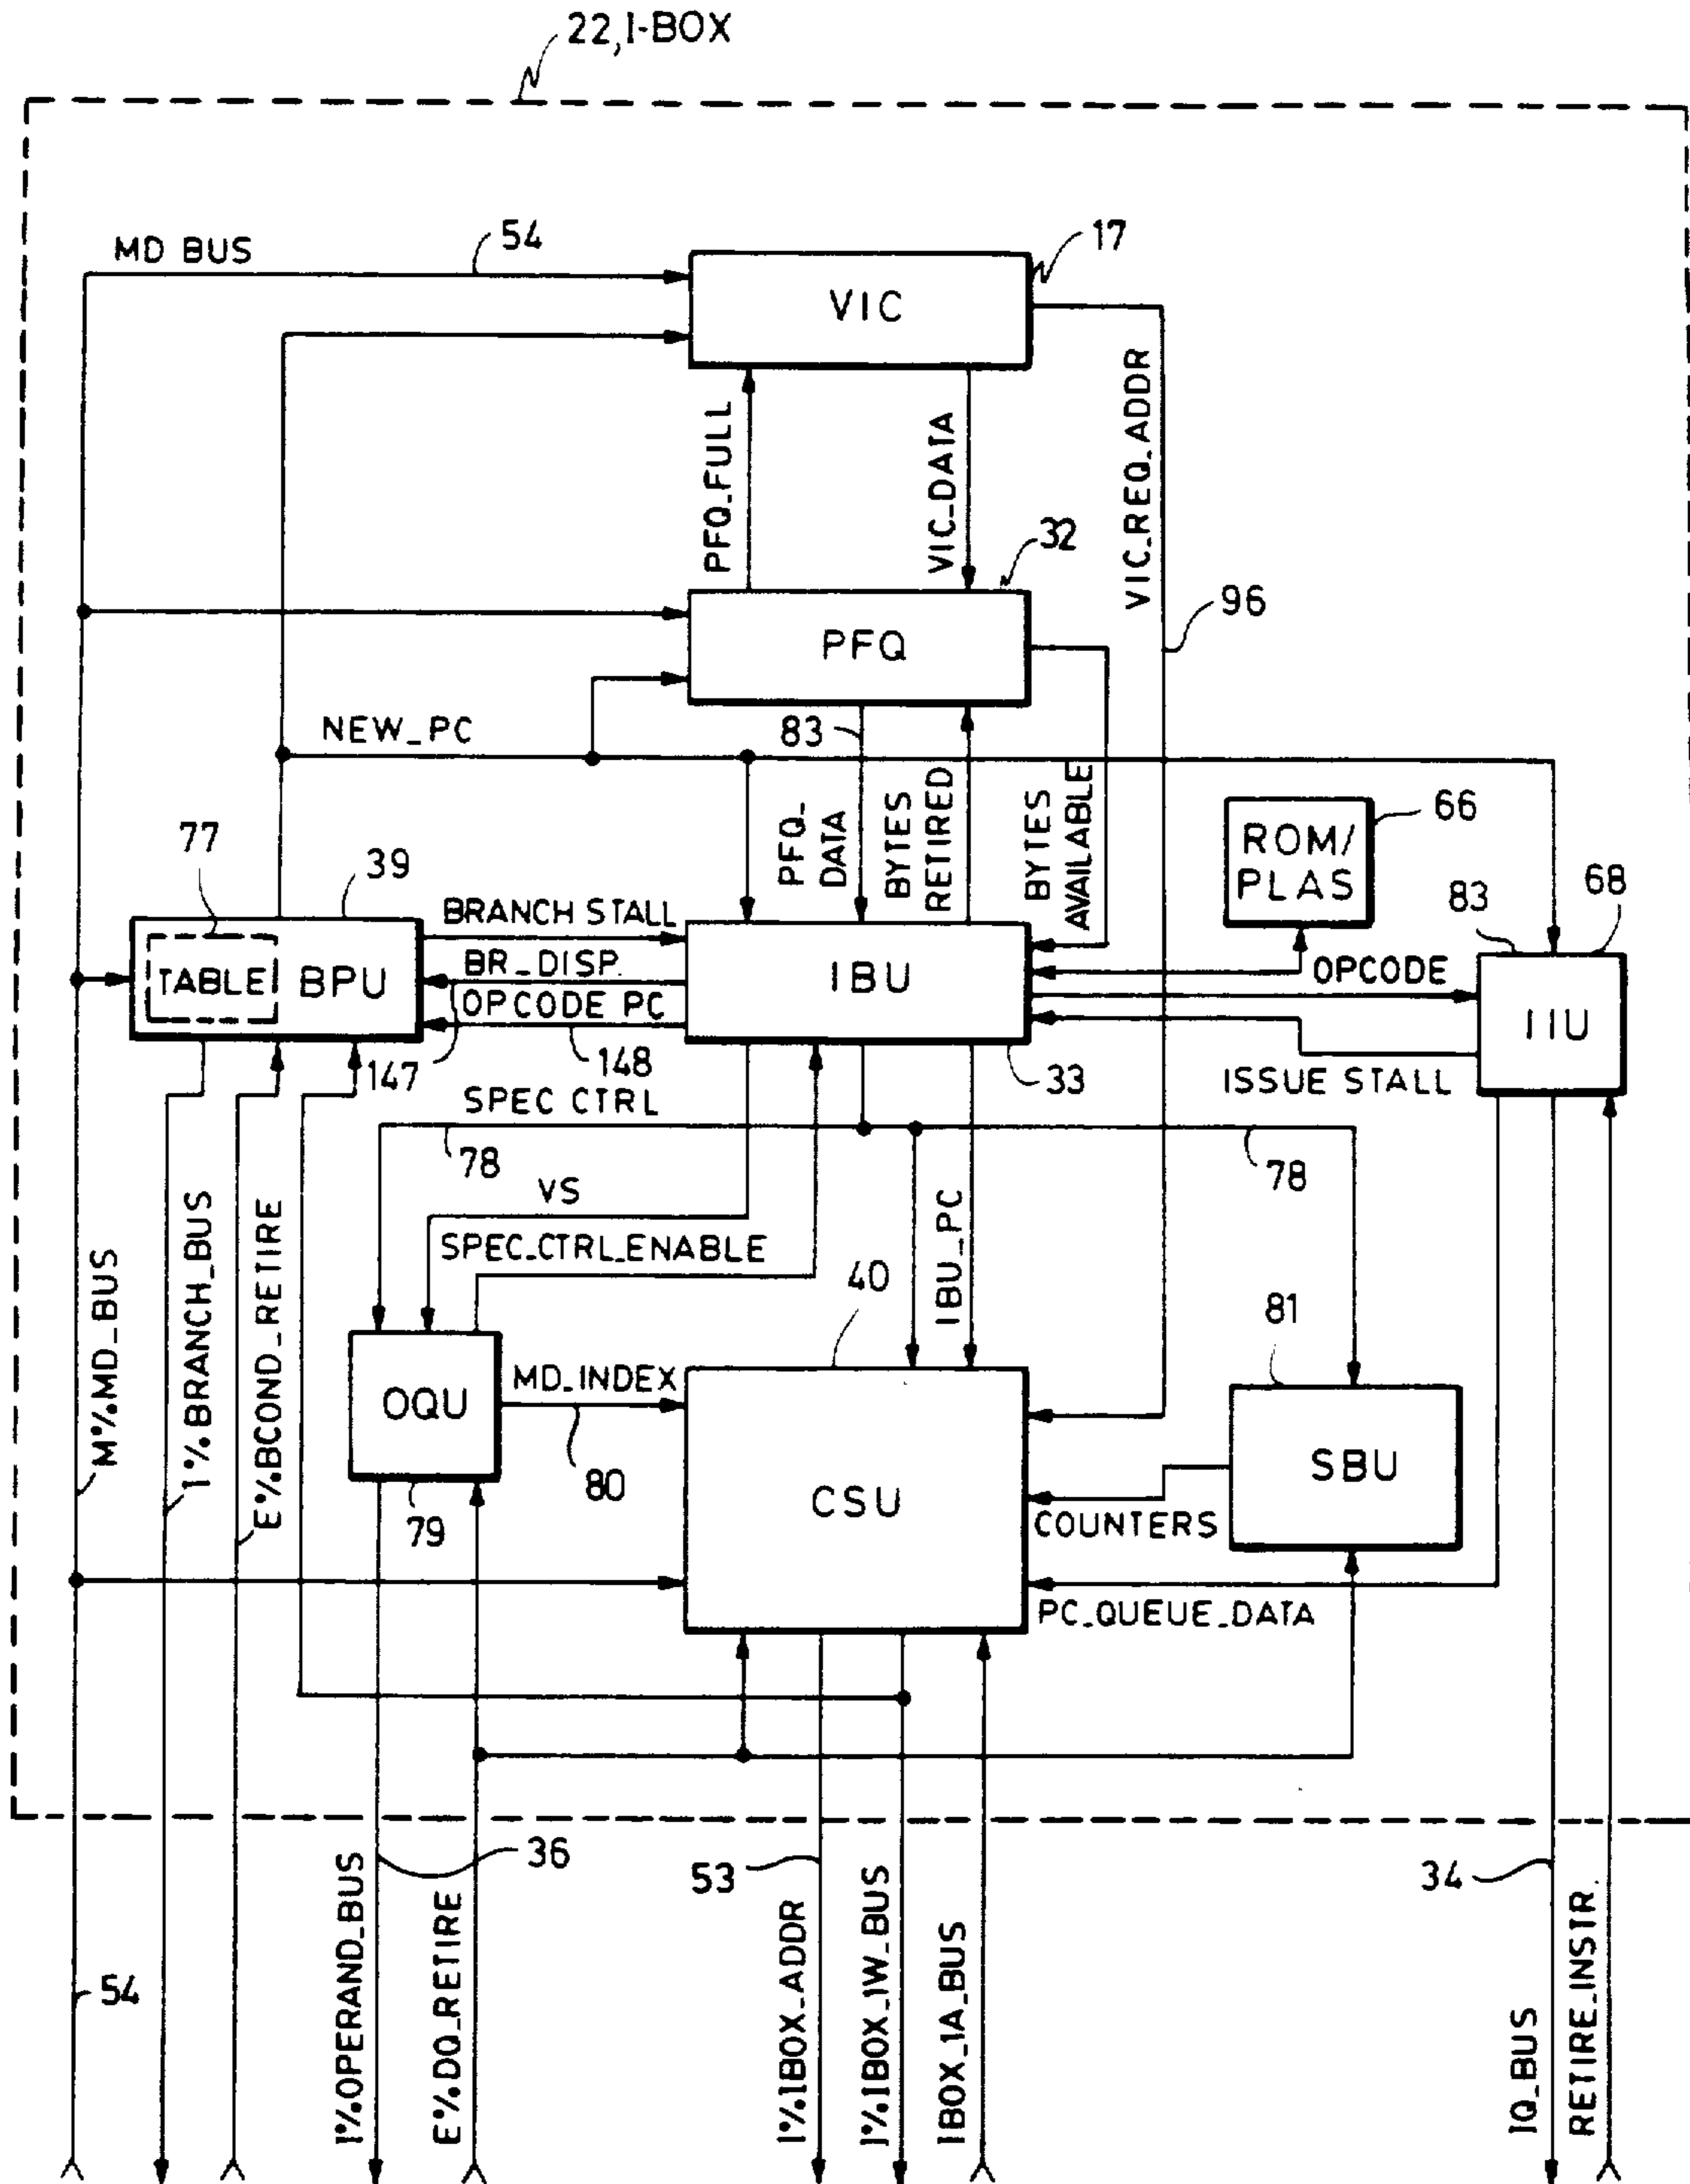 22, I-BOX
MD BUS
54
17
VIC
PFQ_FULL
VIC_DATA
VIC_REQ_ADDR
32
96
PFQ
NEW_PC
83
PFQ_
DATA
BYTES
RETIRED
BYTES
AVAILABLE
ROM/
PLAS
66
77
39
83
68
TABLE
BPU
BRANCH STALL
BR_DISP.
OPCODE PC
IBU
OPCODE
IIU
147
148
33
ISSUE STALL
SPEC CTRL
78
78
VS
SPEC_CTRL_ENABLE
IBU_PC
M%MD_BUS
I%BRANCH_BUS
E%BCOND_RETIRE
40
81
OQU
MD_INDEX
80
79
CSU
SBU
COUNTERS
PC_QUEUE_DATA
36
53
34
54
I%OPERAND_BUS
E%DQ_RETIRE
I%IBOX_ADDR
I%IBOX_IW_BUS
IBOX_IA_BUS
IQ_BUS
RETIRE_INSTR.